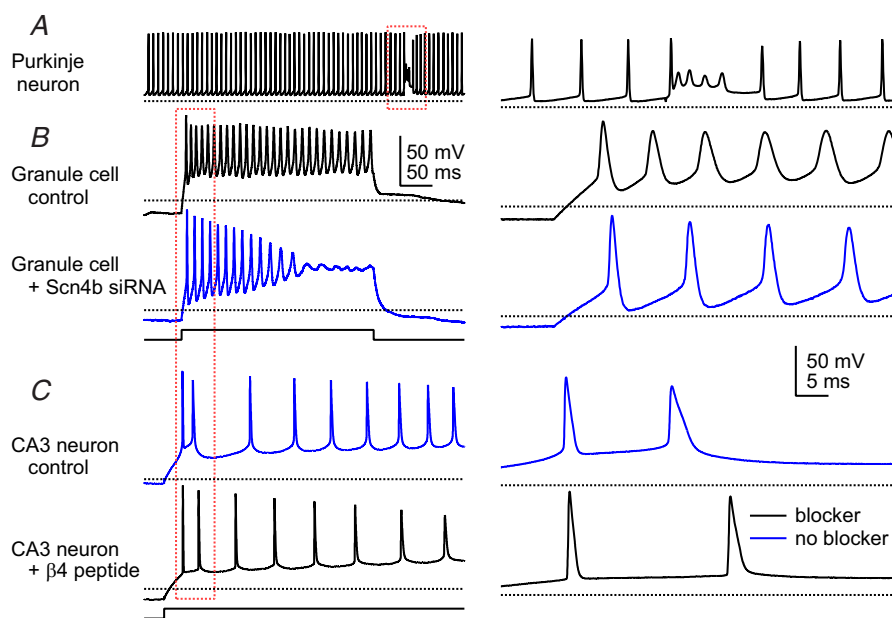 A
Purkinje
neuron
B
50 mV
50 ms
Granule cell
control
Granule cell
+ Scn4b siRNA
50 mV
5 ms
C
CA3 neuron
control
CA3 neuron
+ β4 peptide
blocker
no blocker